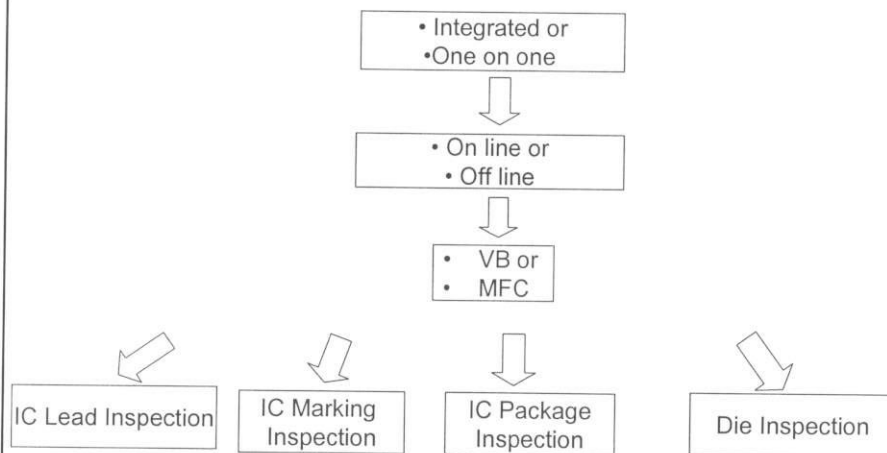 • Integrated or
•One on one
• On line or
• Off line
• VB or
• MFC
IC Lead Inspection
IC Marking
Inspection
IC Package
Inspection
Die Inspection